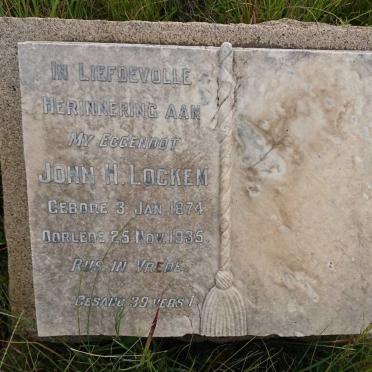 In Liefdevolle
Herinnering aan
My Eggenoot
John H. Lockem
Gebore 3 Jan 1874
Oorlede 25 Nov. 1935
Rus in Vrede
Gesang 39 vers 1